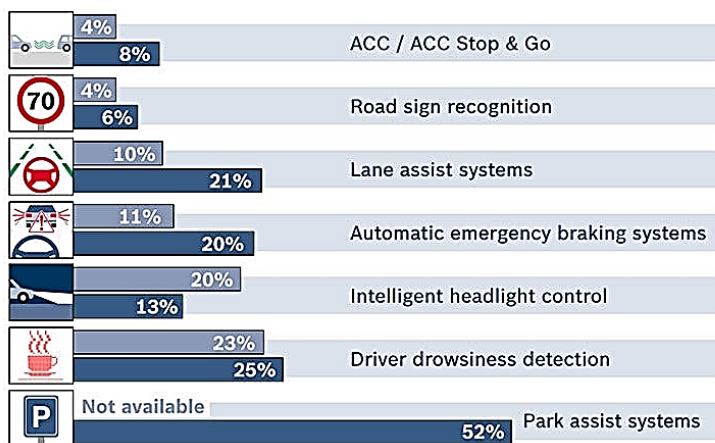 4%
8%
ACC / ACC Stop & Go
70
4%
6%
Road sign recognition
10%
21%
Lane assist systems
11%
20%
Automatic emergency braking systems
20%
13%
Intelligent headlight control
23%
25%
Driver drowsiness detection
P
Not available
52%
Park assist systems